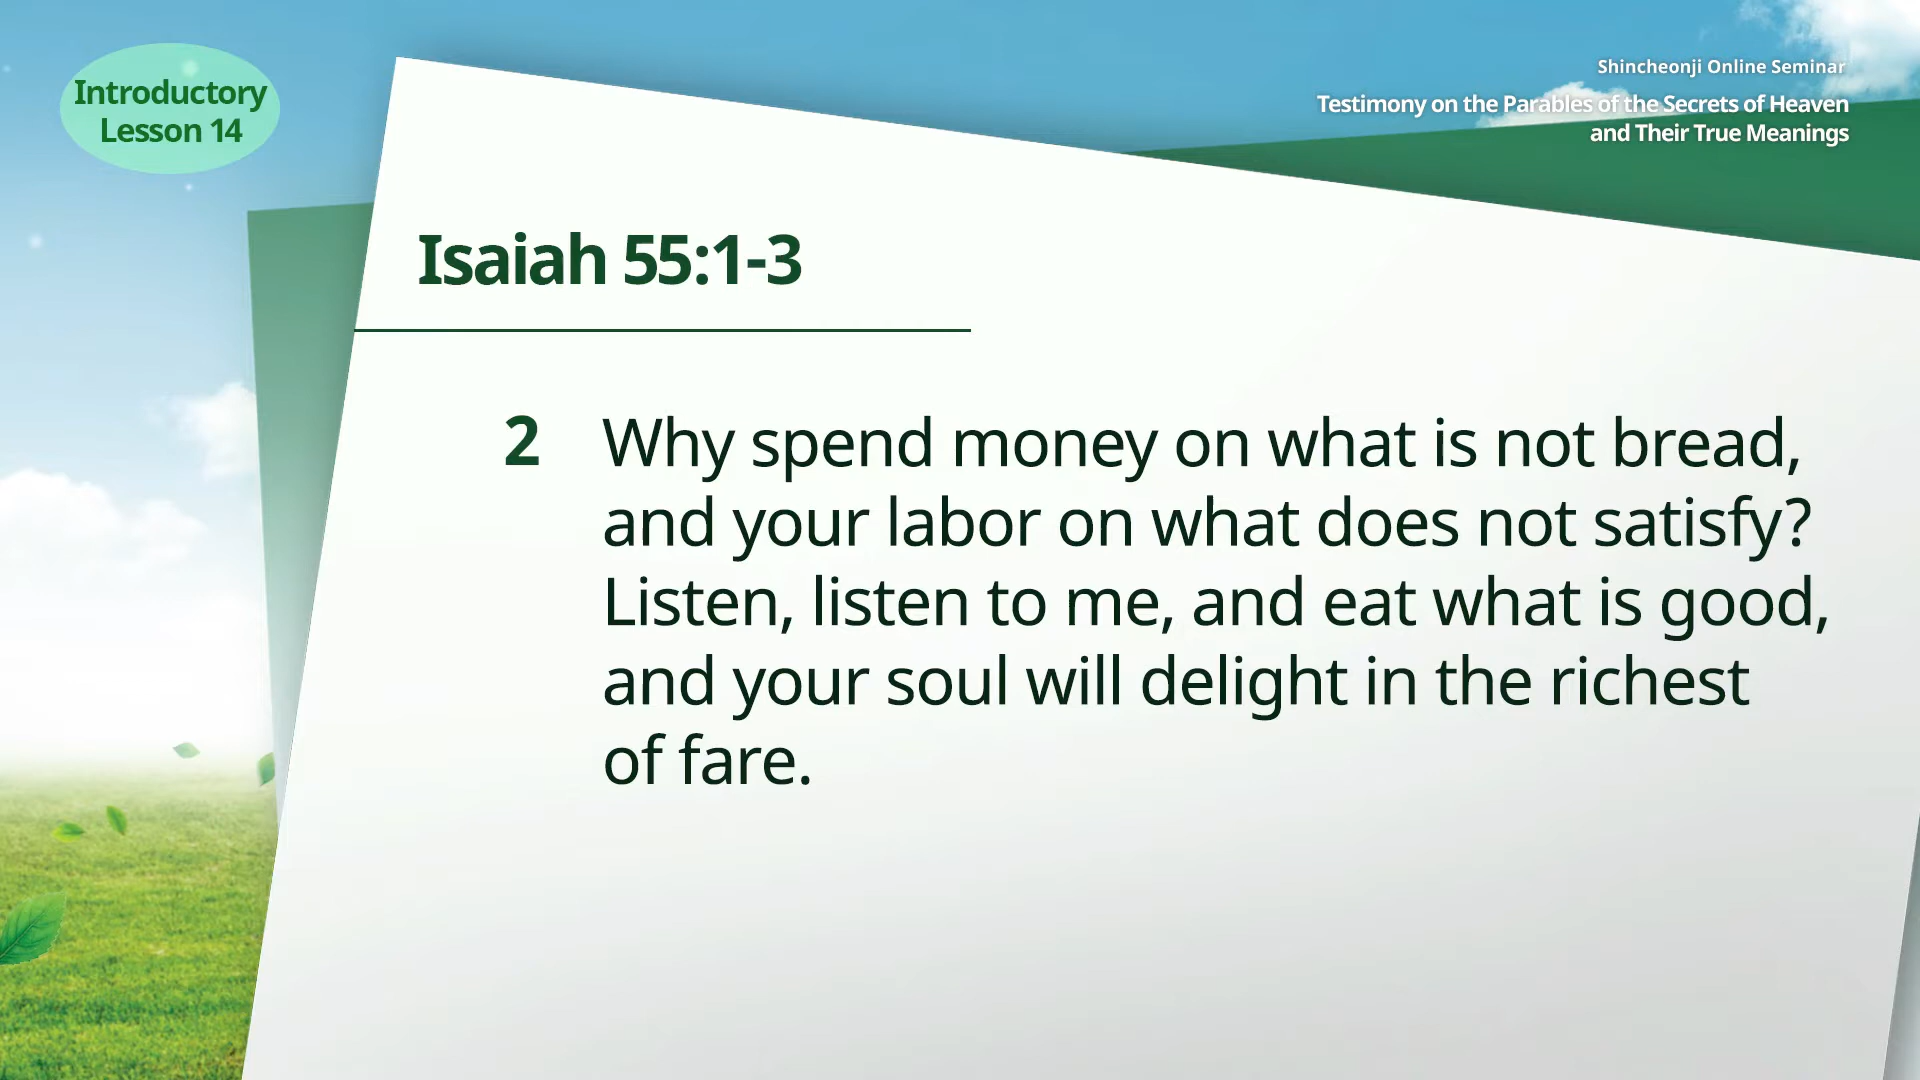 Introductory
Lesson 14
Shincheonji Online Seminar
Testimony on the Parables of the Secrets of Heaven
and Their True Meanings
Isaiah 55:1-3
2 Why spend money on what is not bread,
and your labor on what does not satisfy?
Listen, listen to me, and eat what is good,
and your soul will delight in the richest
of fare.